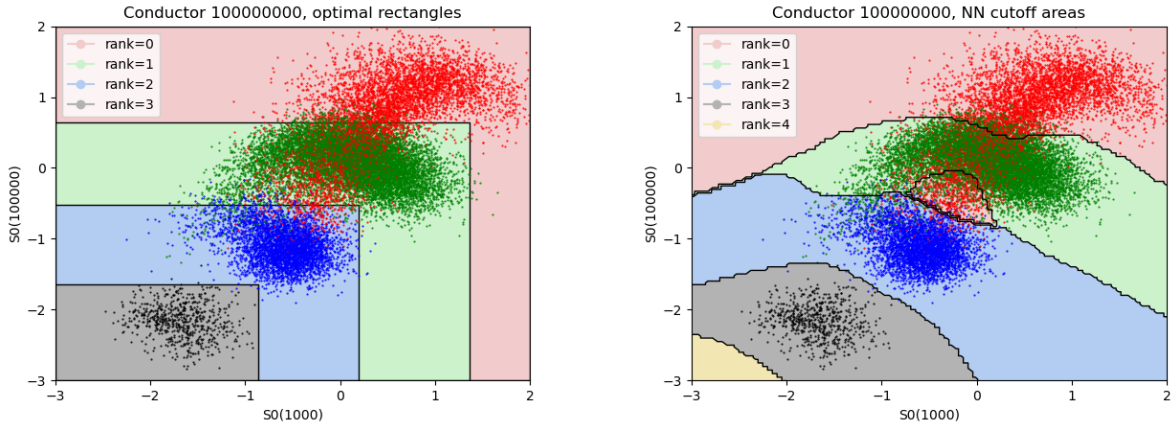 Conductor 100000000, optimal rectangles
rank=0
rank=1
rank=2
rank=3
2
1
0
−1
−2
−3
S0(100000)
−3
−2
−1
0
1
2
S0(1000)
Conductor 100000000, NN cutoff areas
rank=0
rank=1
rank=2
rank=3
rank=4
2
1
0
−1
−2
−3
S0(100000)
−3
−2
−1
0
1
2
S0(1000)